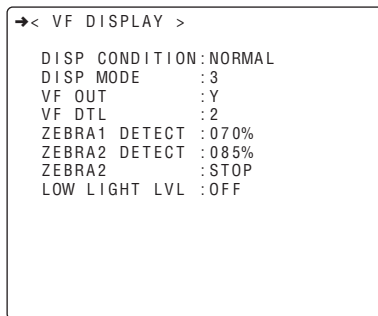 ➔< VF DISPLAY >
DISP CONDITION:NORMAL
DISP MODE :3
VF OUT :Y
VF DTL :2
ZEBRA1 DETECT :070%
ZEBRA2 DETECT :085%
ZEBRA2 :STOP
LOW LIGHT LVL :OFF